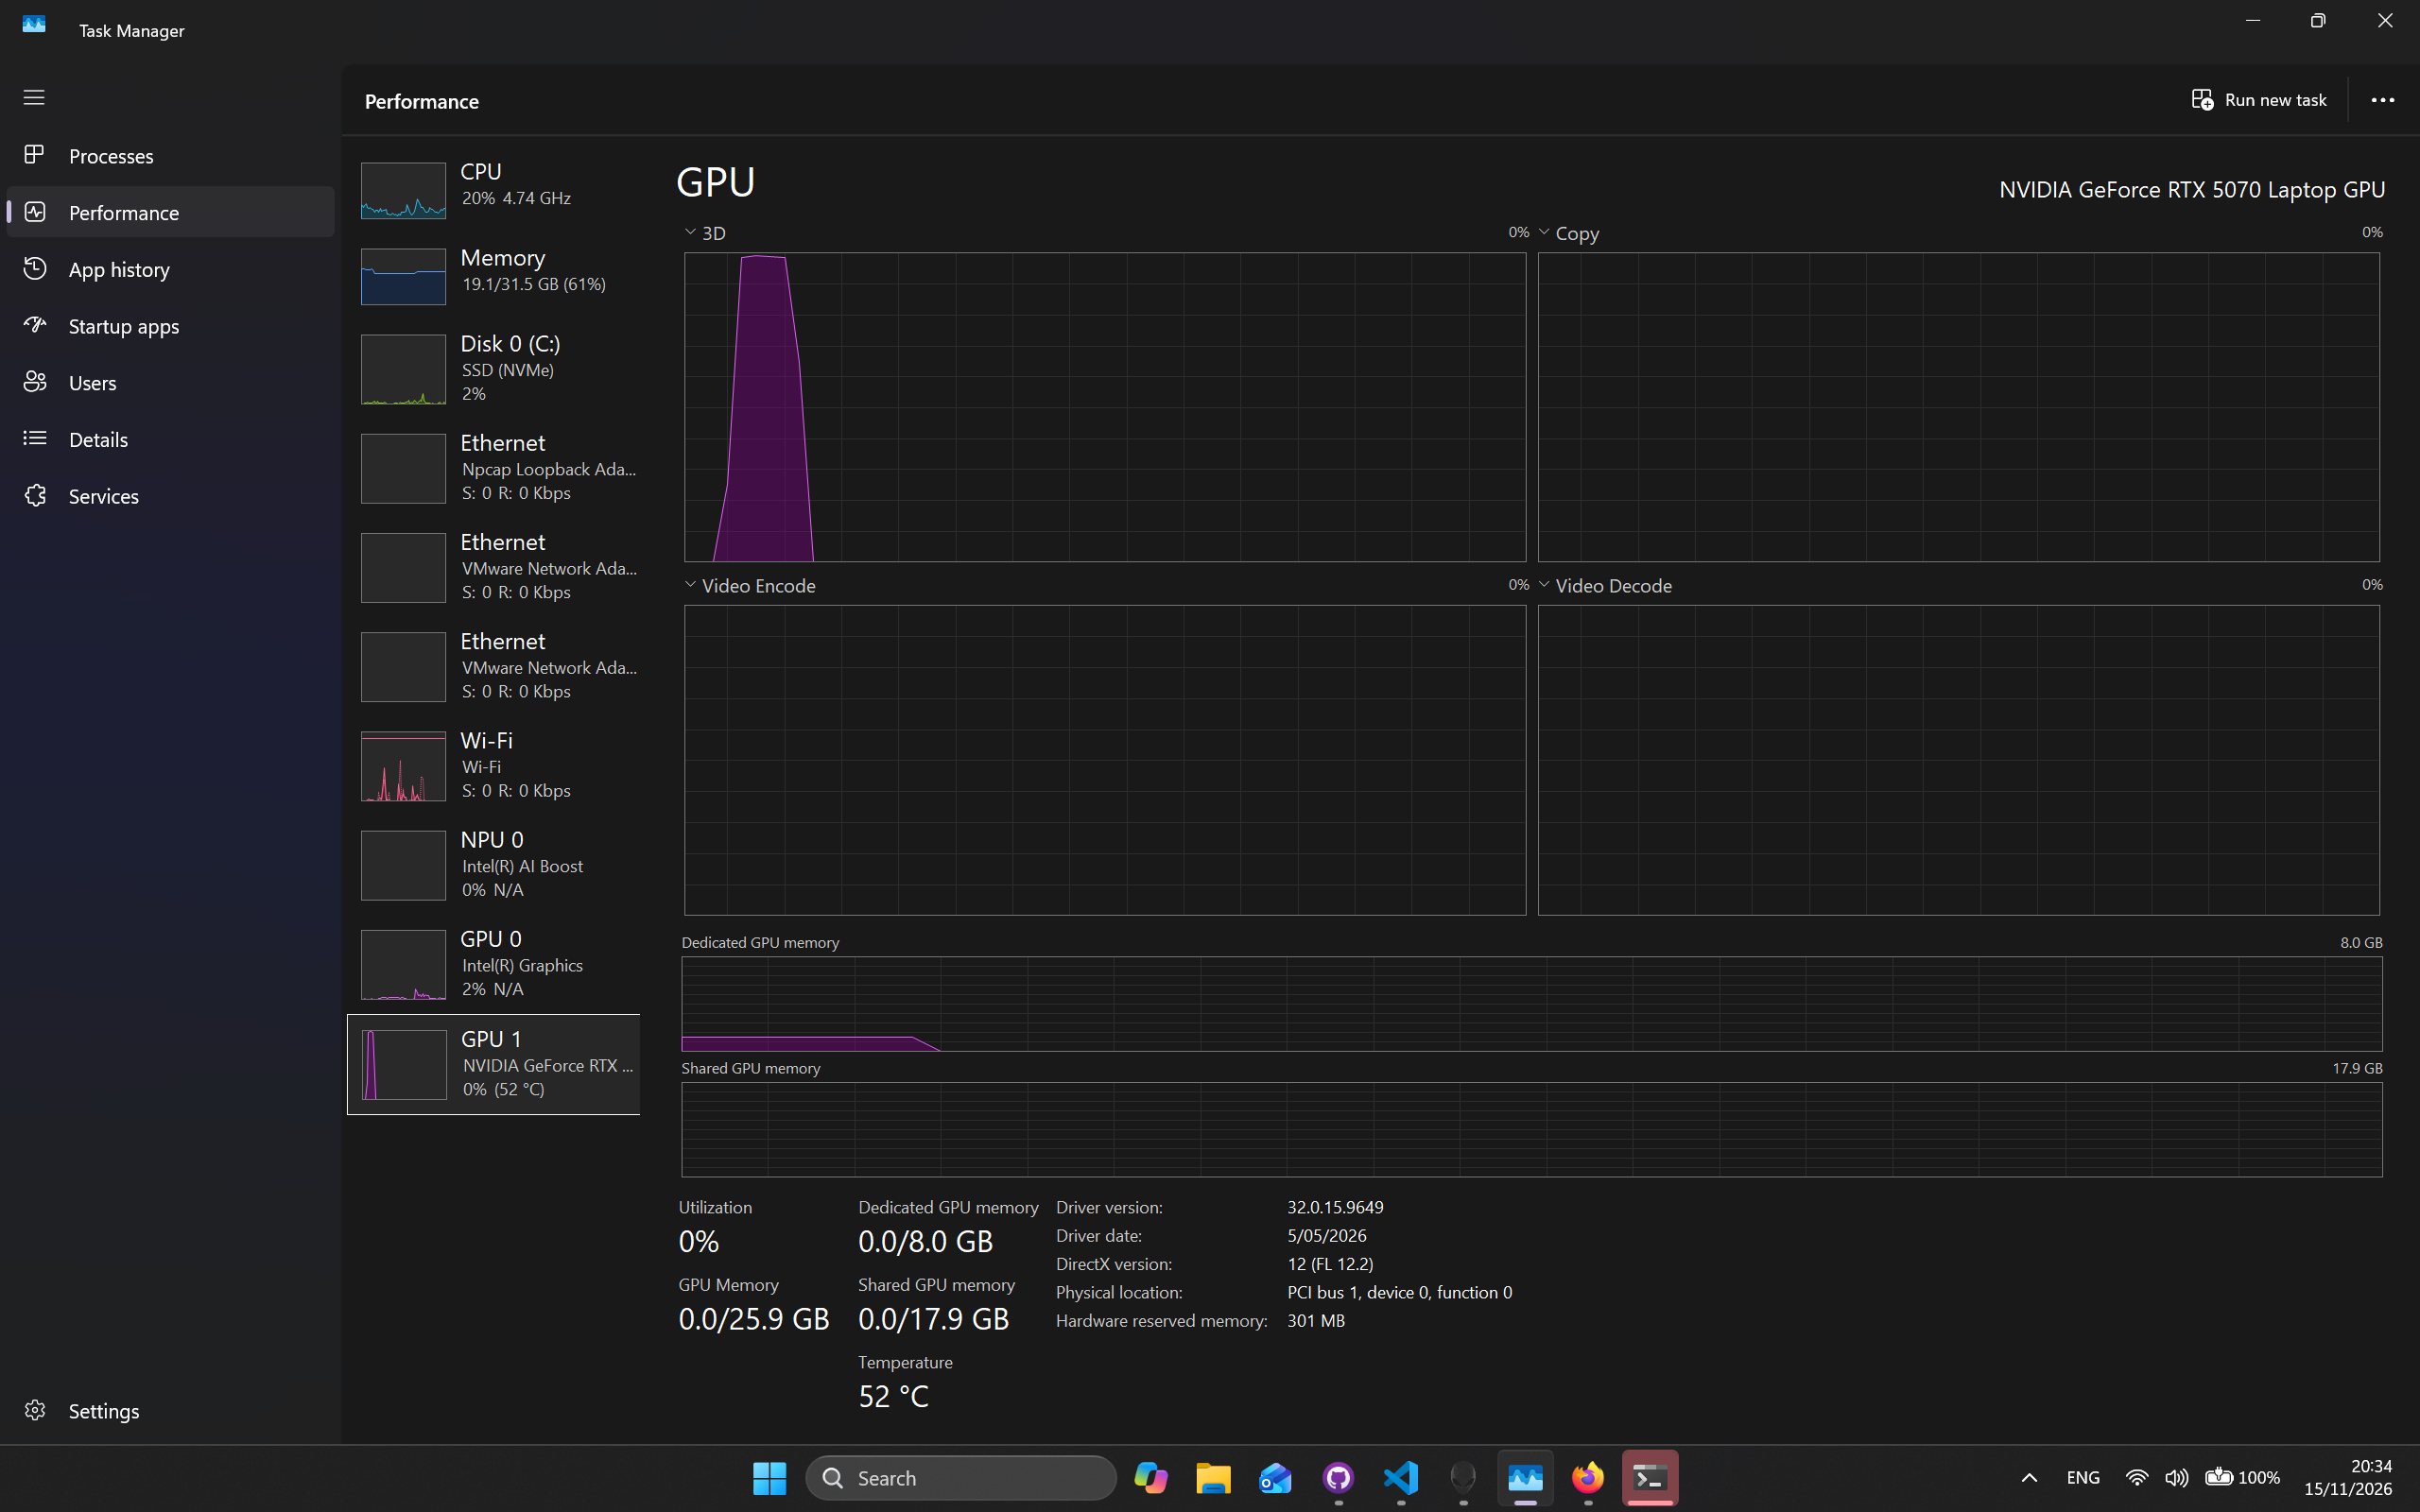 Task Manager
Performance
Run new task
Processes
Performance
App history
Startup apps
Users
Details
Services
Settings
CPU
20% 4.74 GHz
Memory
19.1/31.5 GB (61%)
Disk 0 (C:)
SSD (NVMe)
2%
Ethernet
Npcap Loopback Ada...
S: 0 R: 0 Kbps
Ethernet
VMware Network Ada...
S: 0 R: 0 Kbps
Ethernet
VMware Network Ada...
S: 0 R: 0 Kbps
Wi-Fi
Wi-Fi
S: 0 R: 0 Kbps
NPU 0
Intel(R) AI Boost
0% N/A
GPU 0
Intel(R) Graphics
2% N/A
GPU 1
NVIDIA GeForce RTX ...
0% (52 °C)
GPU
NVIDIA GeForce RTX 5070 Laptop GPU
3D 0%
Copy 0%
Video Encode 0%
Video Decode 0%
Dedicated GPU memory 8.0 GB
Shared GPU memory 17.9 GB
Utilization
0%
GPU Memory
0.0/25.9 GB
Dedicated GPU memory
0.0/8.0 GB
Shared GPU memory
0.0/17.9 GB
Temperature
52 °C
Driver version: 32.0.15.9649
Driver date: 5/05/2026
DirectX version: 12 (FL 12.2)
Physical location: PCI bus 1, device 0, function 0
Hardware reserved memory: 301 MB
Search
ENG
100%
20:34
15/11/2026